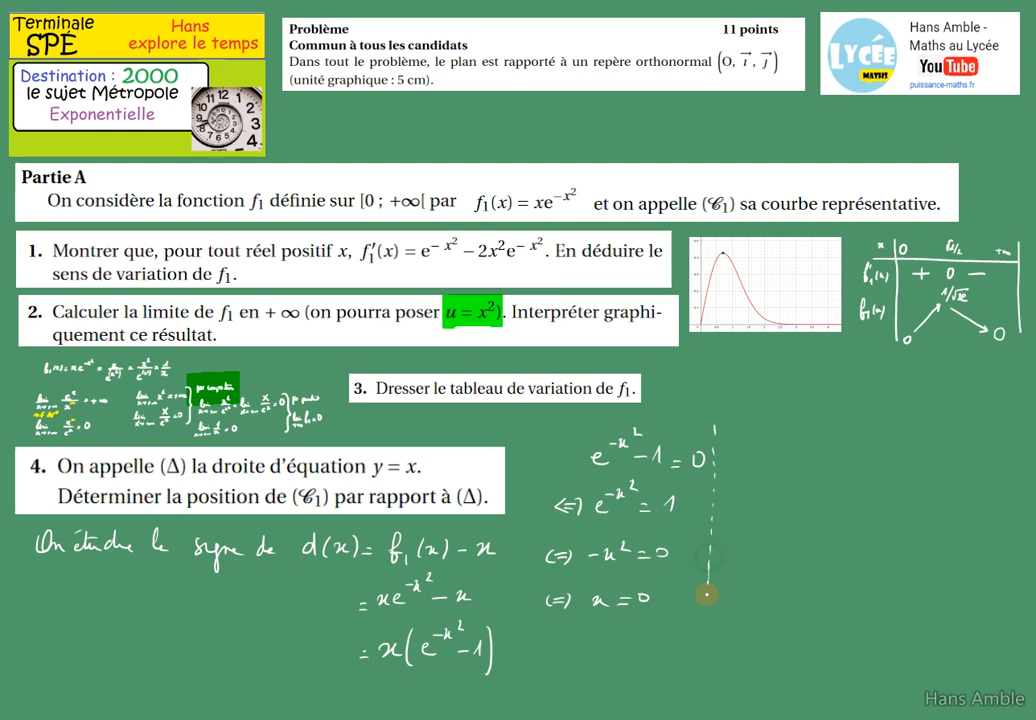 Terminale
SPÉ
Hans
explore le temps
Destination : 2000
le sujet Métropole
Exponentielle
Problème 11 points
Commun à tous les candidats
Dans tout le problème, le plan est rapporté à un repère orthonormal (O, i⃗, j⃗)
(unité graphique : 5 cm).
LYCÉE
MATHS
Hans Amble -
Maths au Lycée
YouTube
puissance-maths.fr
Partie A
On considère la fonction f₁ définie sur [0 ; +∞[ par f₁(x) = xe^(−x²) et on appelle (𝒞₁) sa courbe représentative.
1. Montrer que, pour tout réel positif x, f₁′(x) = e^(−x²) − 2x²e^(−x²). En déduire le
sens de variation de f₁.
x 0 +∞
f₁'(x) + 0 −
f₁(x) 0 0
2. Calculer la limite de f₁ en +∞ (on pourra poser u = x²). Interpréter graphi-
quement ce résultat.
3. Dresser le tableau de variation de f₁.
4. On appelle (Δ) la droite d'équation y = x.
Déterminer la position de (𝒞₁) par rapport à (Δ).
On étudie le signe de d(x) = f₁(x) − x
= xe^(−x²) − x
= x(e^(−x²) − 1)
e^(−x²) − 1 = 0
⇔ e^(−x²) = 1
⇔ −x² = 0
⇔ x = 0
Hans Amble